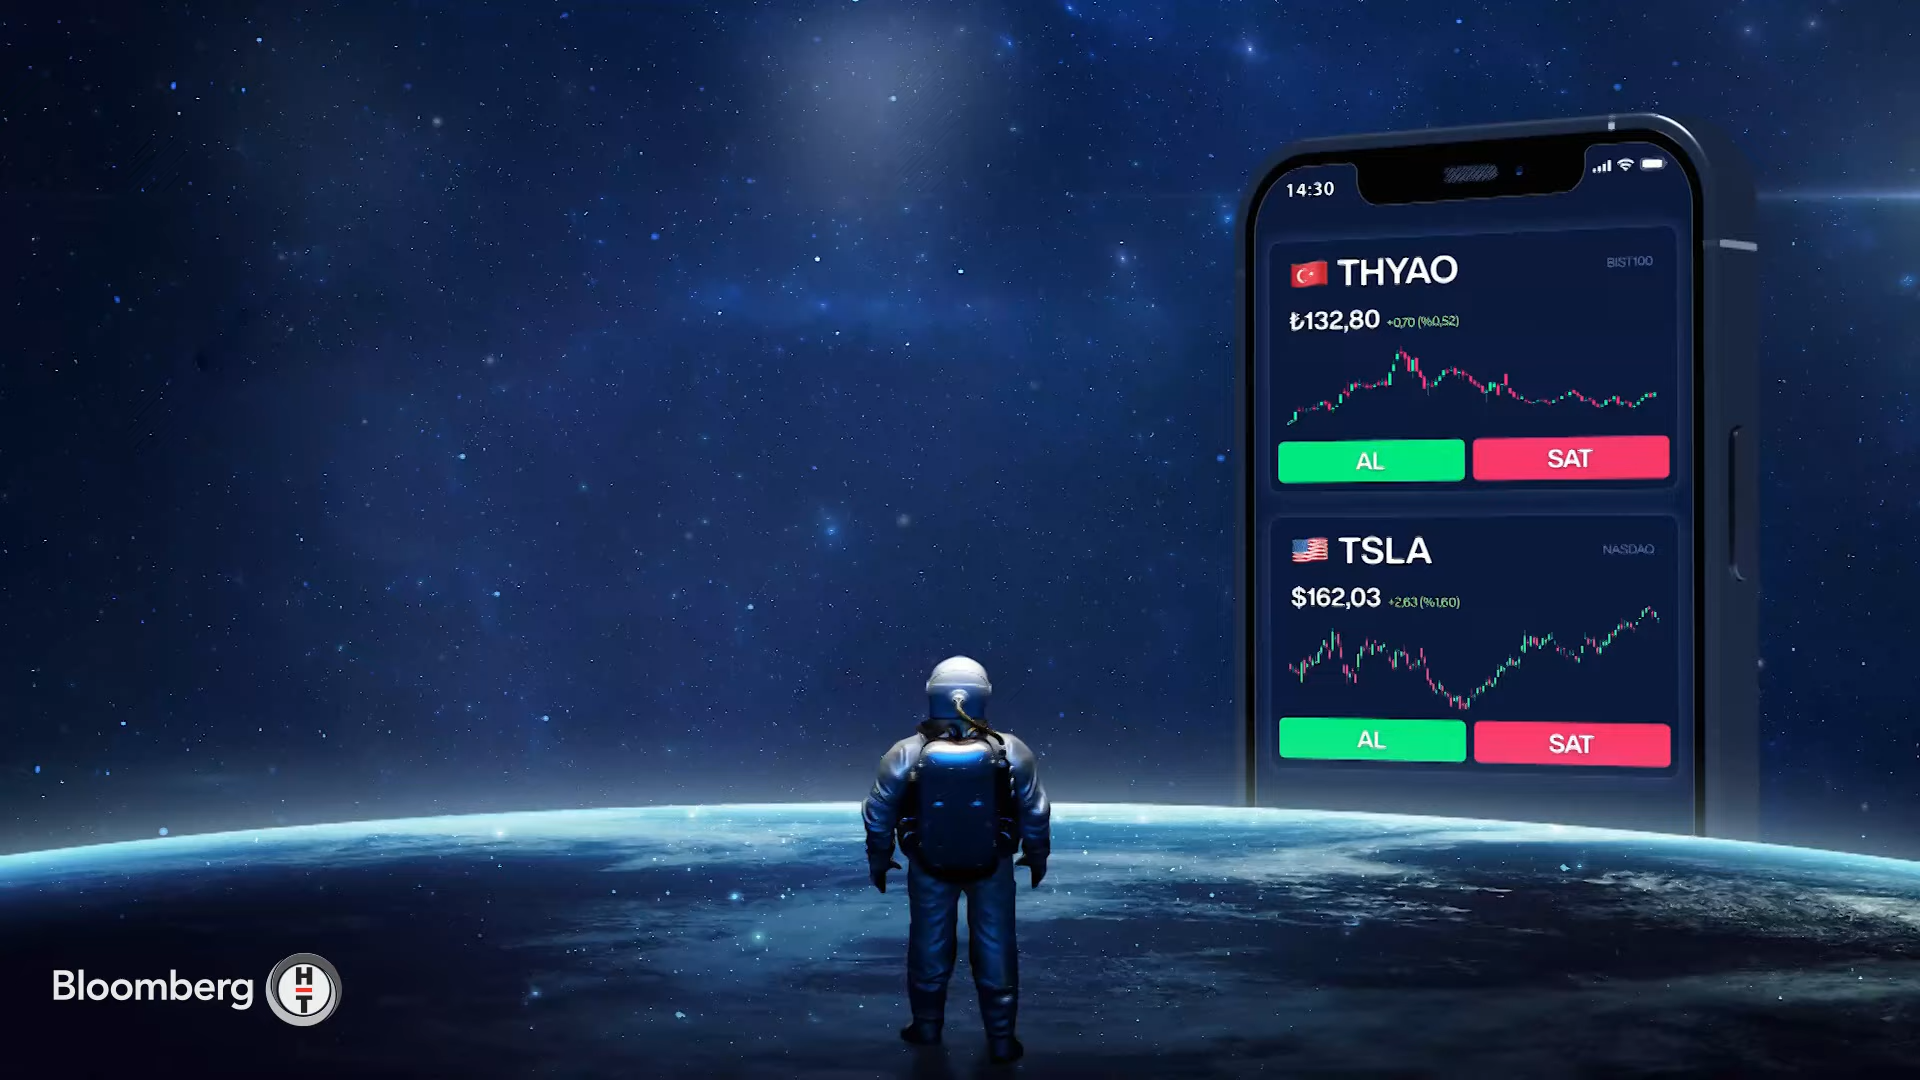 14:30
THYAO
BIST100
₺132,80 +0,70 (%0,52)
AL
SAT
TSLA
NASDAQ
$162,03 +2,63 (%1,60)
AL
SAT
Bloomberg HT